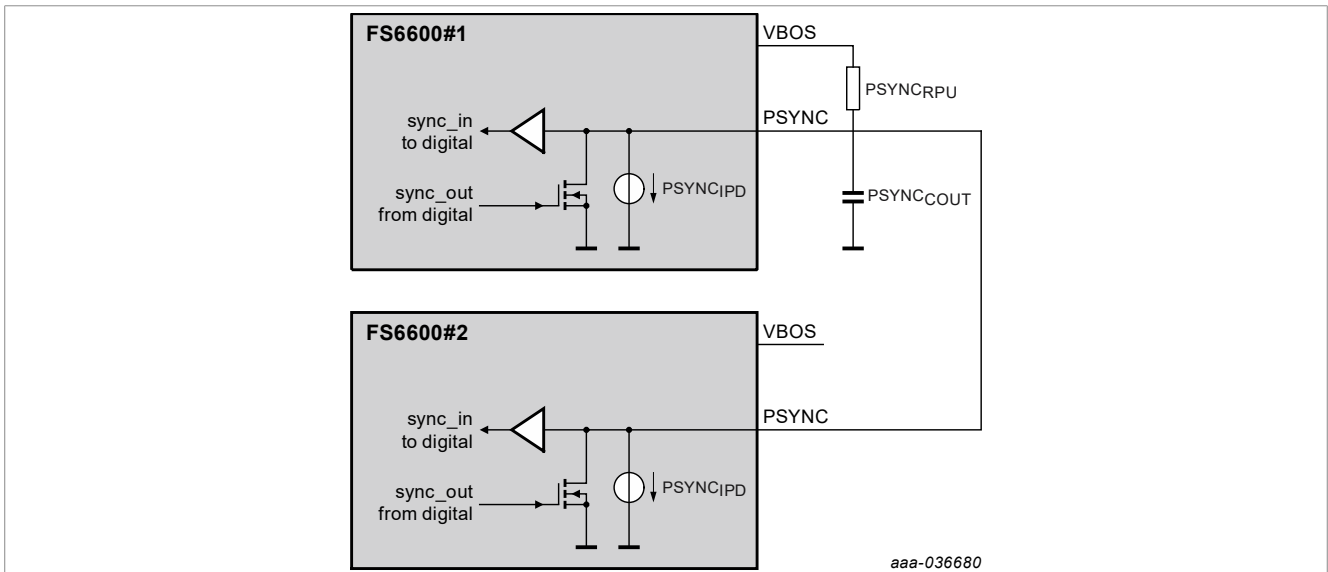 FS6600#1
VBOS
PSYNCRPU
PSYNC
sync_in
to digital
sync_out
from digital
PSYNCIPD
PSYNCCOUT
FS6600#2
VBOS
sync_in
to digital
PSYNC
sync_out
from digital
PSYNCIPD
aaa-036680